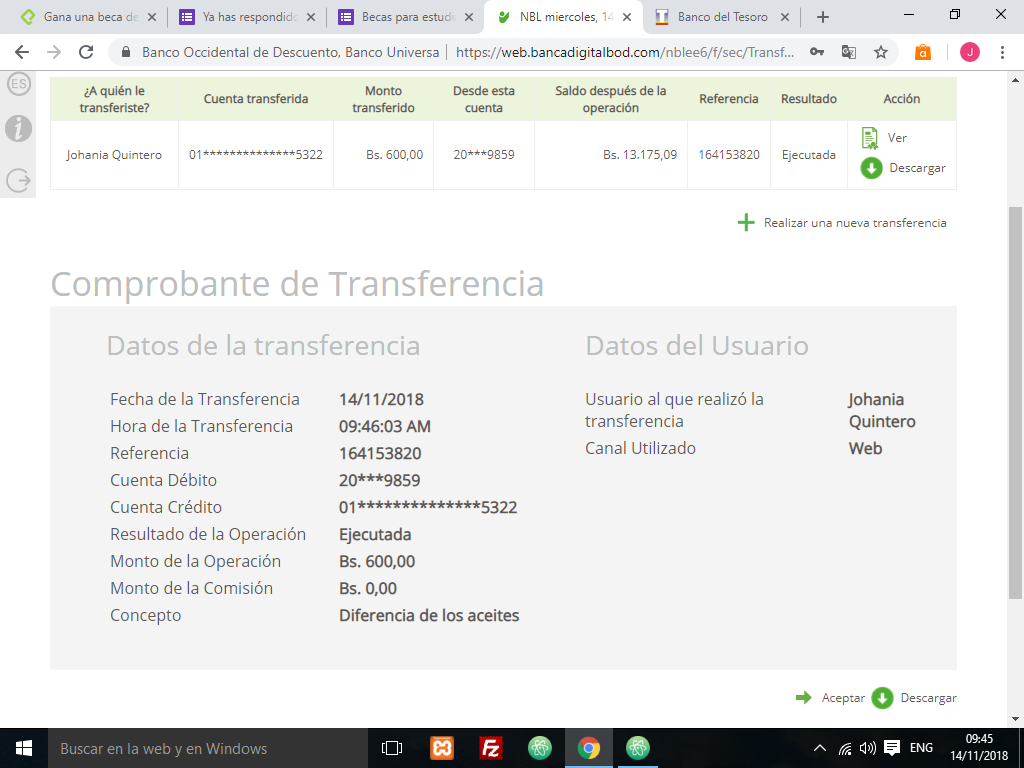 Gana una beca de
Ya has respondido
Becas para estudi
NBL miercoles, 14
Banco del Tesoro
Banco Occidental de Descuento, Banco Universa
https://web.bancadigitalbod.com/nblee6/f/sec/Transf...
a
J
ES
¿A quién le transferiste?
Cuenta transferida
Monto transferido
Desde esta cuenta
Saldo después de la operación
Referencia
Resultado
Acción
Johania Quintero
01**************5322
Bs. 600,00
20***9859
Bs. 13.175,09
164153820
Ejecutada
Ver
Descargar
Realizar una nueva transferencia
Comprobante de Transferencia
Datos de la transferencia
Fecha de la Transferencia 14/11/2018
Hora de la Transferencia 09:46:03 AM
Referencia 164153820
Cuenta Débito 20***9859
Cuenta Crédito 01**************5322
Resultado de la Operación Ejecutada
Monto de la Operación Bs. 600,00
Monto de la Comisión Bs. 0,00
Concepto Diferencia de los aceites
Datos del Usuario
Usuario al que realizó la transferencia Johania Quintero
Canal Utilizado Web
Aceptar
Descargar
Buscar en la web y en Windows
ENG
09:45
14/11/2018